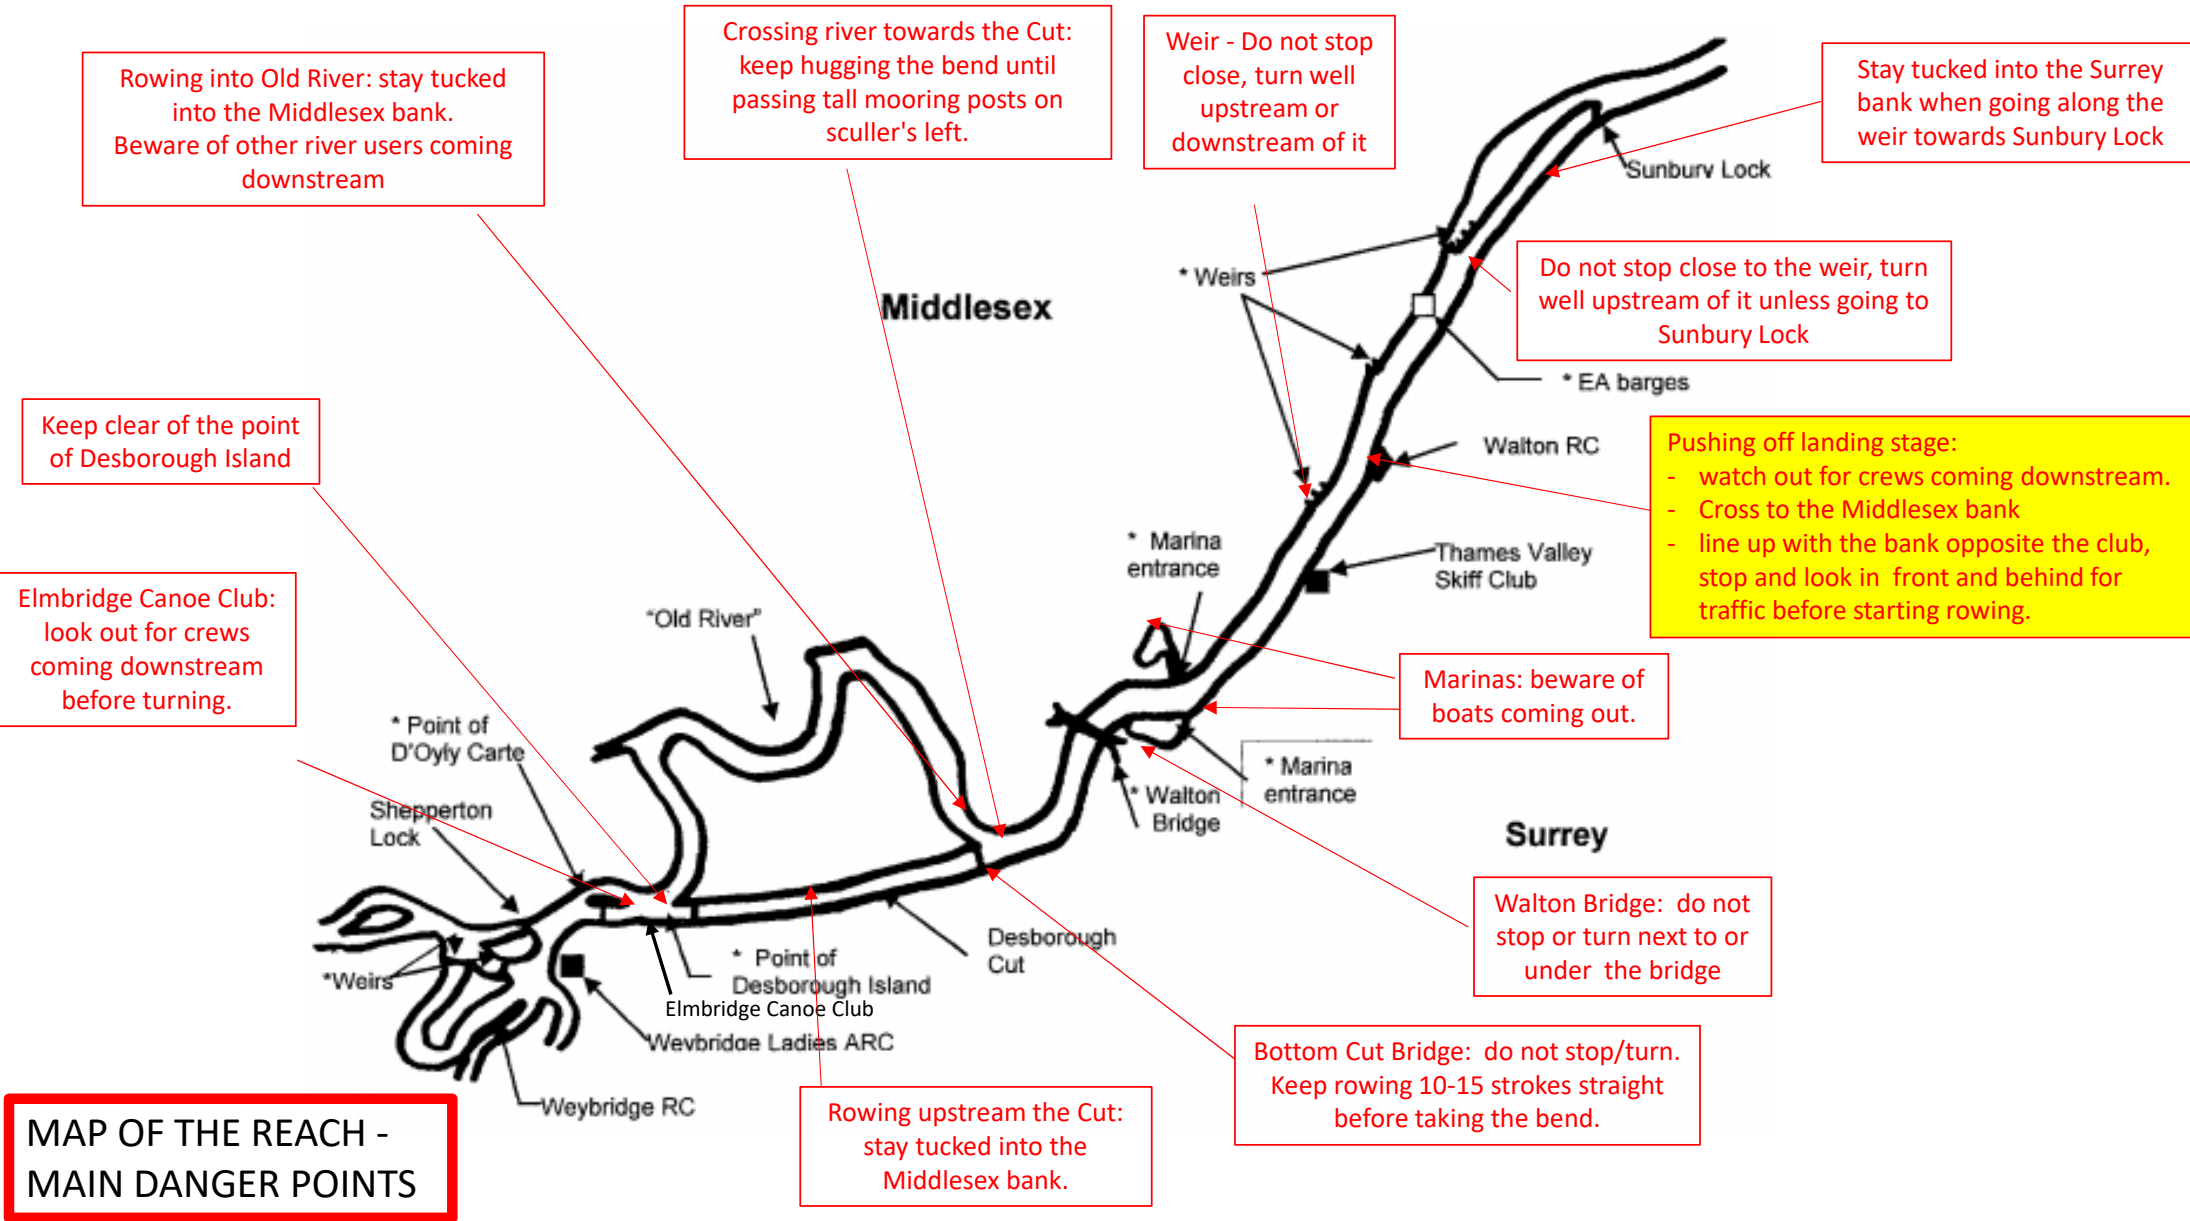 Crossing river towards the Cut:
keep hugging the bend until
passing tall mooring posts on
sculler's left.
Weir - Do not stop
close, turn well
upstream or
downstream of it
Stay tucked into the Surrey
bank when going along the
weir towards Sunbury Lock
Rowing into Old River: stay tucked
into the Middlesex bank.
Beware of other river users coming
downstream
Sunbury Lock
* Weirs
Do not stop close to the weir, turn
well upstream of it unless going to
Sunbury Lock
Middlesex
* EA barges
Keep clear of the point
of Desborough Island
Walton RC
Pushing off landing stage:
- watch out for crews coming downstream.
- Cross to the Middlesex bank
- line up with the bank opposite the club,
stop and look in front and behind for
traffic before starting rowing.
* Marina
entrance
Thames Valley
Skiff Club
Elmbridge Canoe Club:
look out for crews
coming downstream
before turning.
"Old River"
Marinas: beware of
boats coming out.
* Point of
D'Oyly Carte
* Marina
entrance
* Walton
Bridge
Shepperton
Lock
Surrey
Walton Bridge: do not
stop or turn next to or
under the bridge
Desborough
Cut
* Point of
Desborough Island
*Weirs
Elmbridge Canoe Club
Weybridge Ladies ARC
Bottom Cut Bridge: do not stop/turn.
Keep rowing 10-15 strokes straight
before taking the bend.
Weybridge RC
Rowing upstream the Cut:
stay tucked into the
Middlesex bank.
MAP OF THE REACH -
MAIN DANGER POINTS